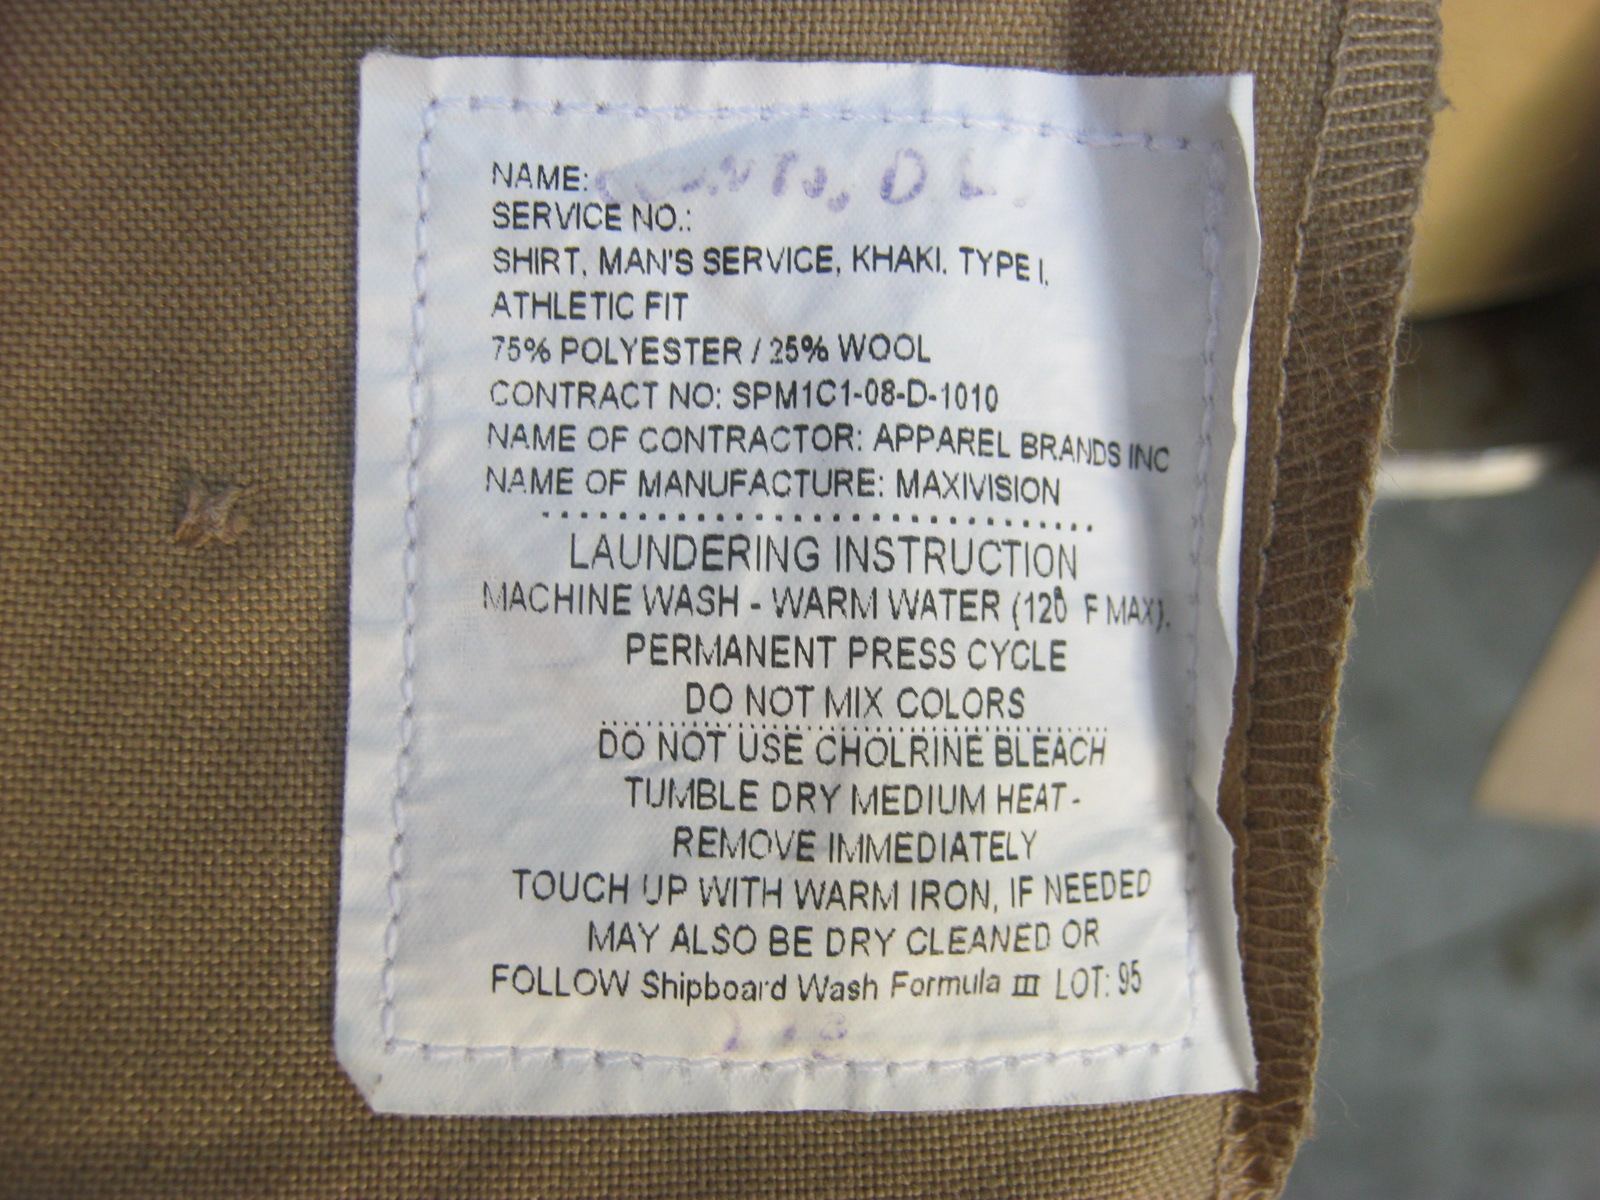 NAME: D L.
SERVICE NO.:
SHIRT, MAN'S SERVICE, KHAKI, TYPE I,
ATHLETIC FIT
75% POLYESTER / 25% WOOL
CONTRACT NO: SPM1C1-08-D-1010
NAME OF CONTRACTOR: APPAREL BRANDS INC
NAME OF MANUFACTURE: MAXIVISION
LAUNDERING INSTRUCTION
MACHINE WASH - WARM WATER (120 F MAX).
PERMANENT PRESS CYCLE
DO NOT MIX COLORS
DO NOT USE CHOLRINE BLEACH
TUMBLE DRY MEDIUM HEAT -
REMOVE IMMEDIATELY
TOUCH UP WITH WARM IRON, IF NEEDED
MAY ALSO BE DRY CLEANED OR
FOLLOW Shipboard Wash Formula III LOT: 95